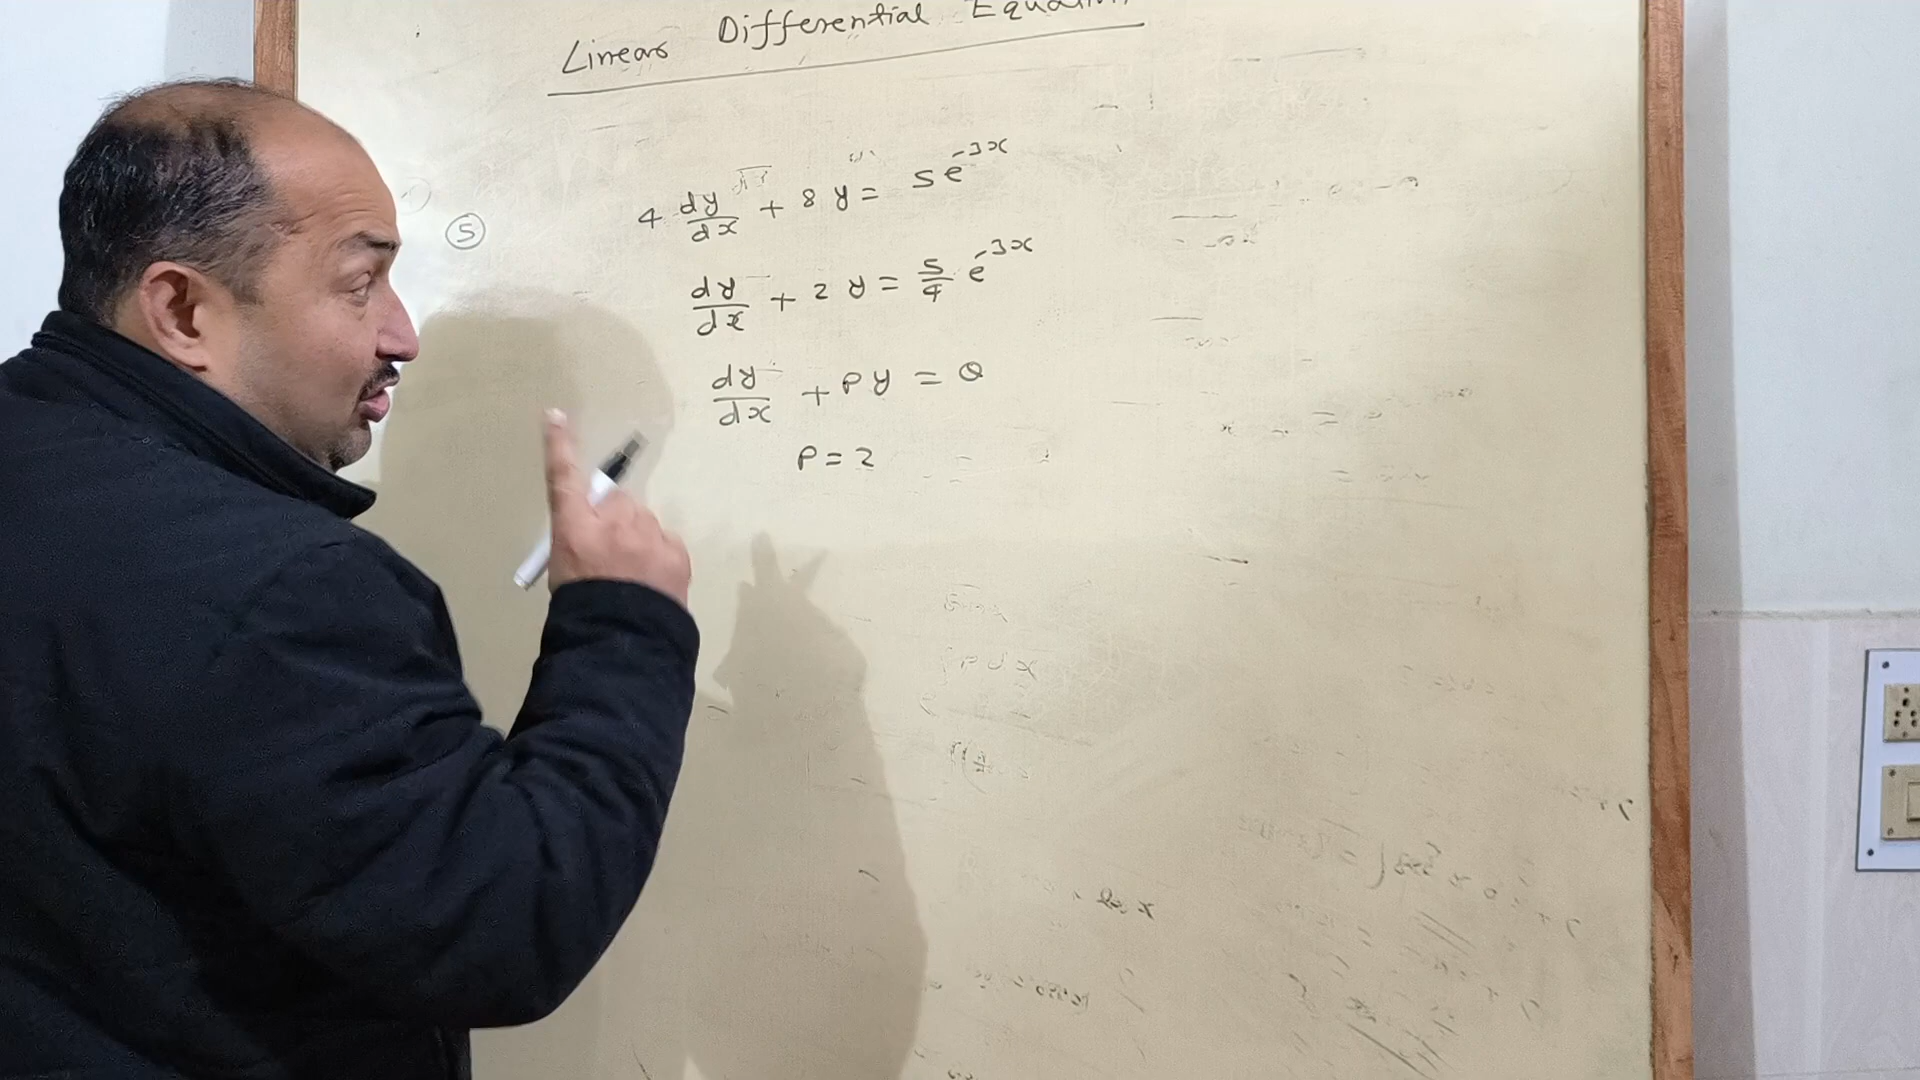 Linear Differential Equation
⑤ 4 dy/dx + 8y = 5e^-3x
dy/dx + 2y = 5/4 e^-3x
dy/dx + Py = Q
P = 2
∫P dx